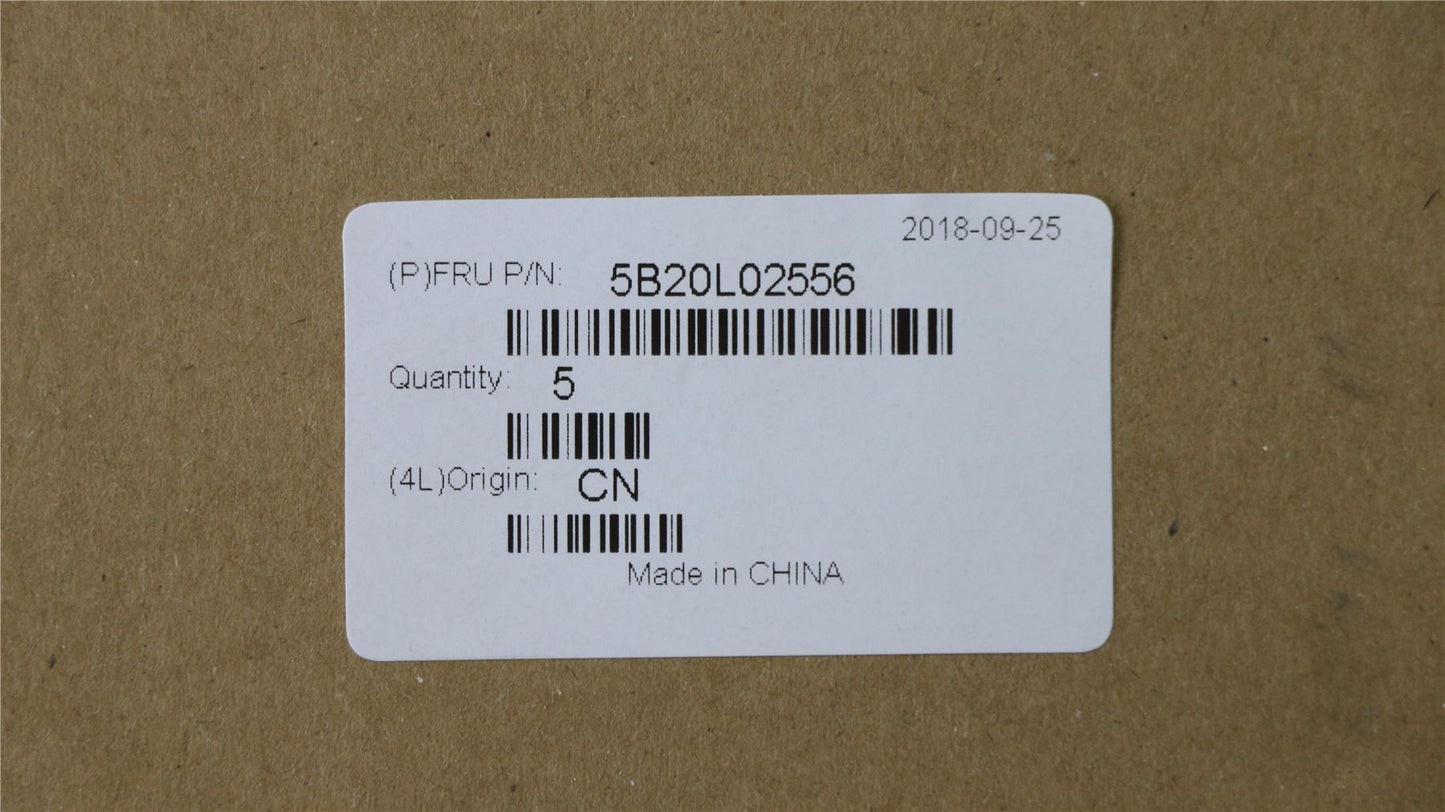 2018-09-25
(P)FRU P/N: 5B20L02556
Quantity: 5
(4L)Origin: CN
Made in CHINA